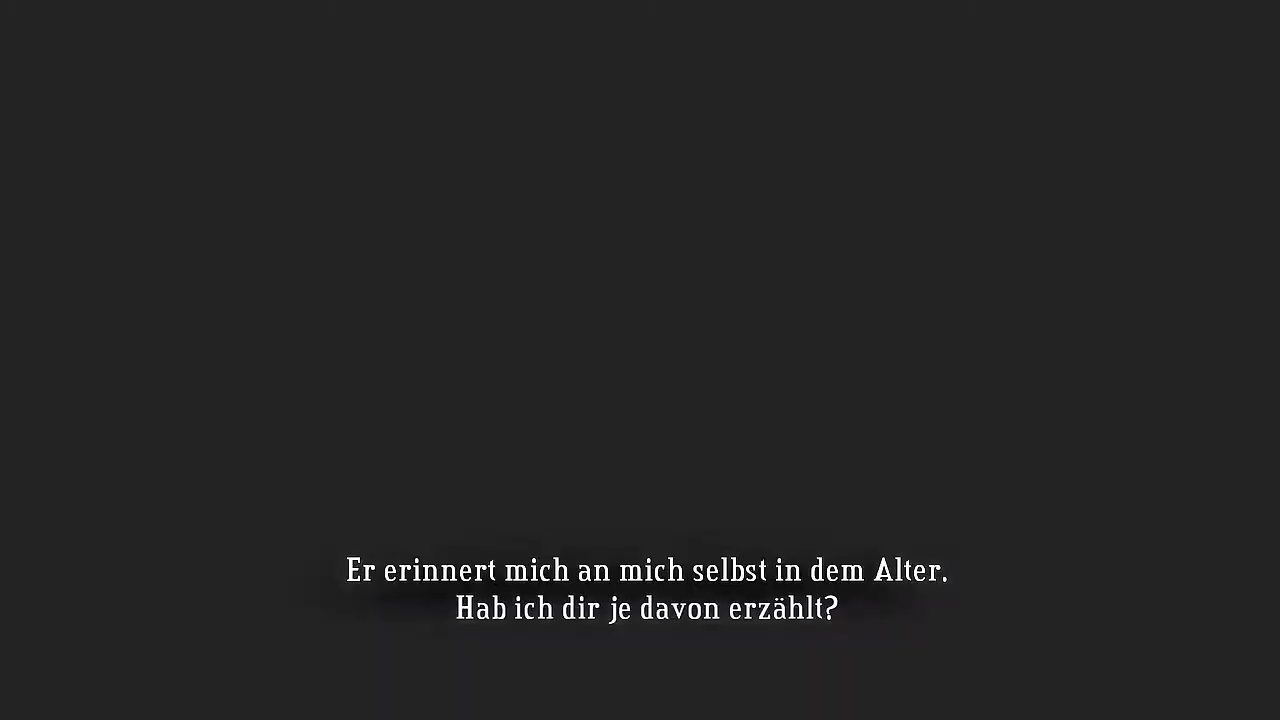 Er erinnert mich an mich selbst in dem Alter.
Hab ich dir je davon erzählt?